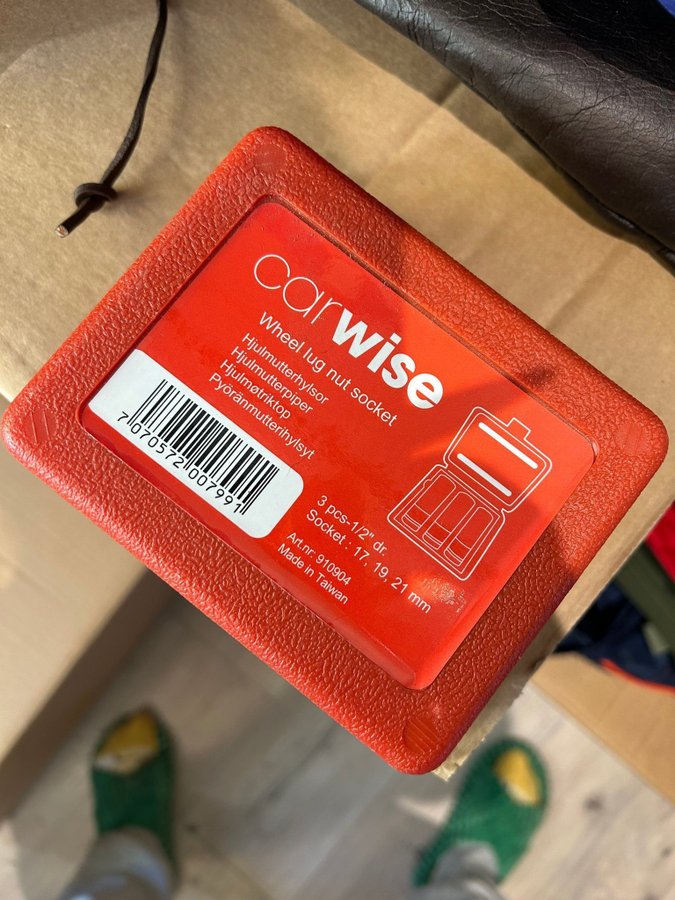 carwise
Wheel lug nut socket
Hjulmutterhylsor
Hjulmutterpiper
Hjulmøtriktop
Pyöränmutterihylsyt
7 070572 007991
3 pcs-1/2" dr.
Socket : 17, 19, 21 mm
Art.nr. 910904
Made in Taiwan